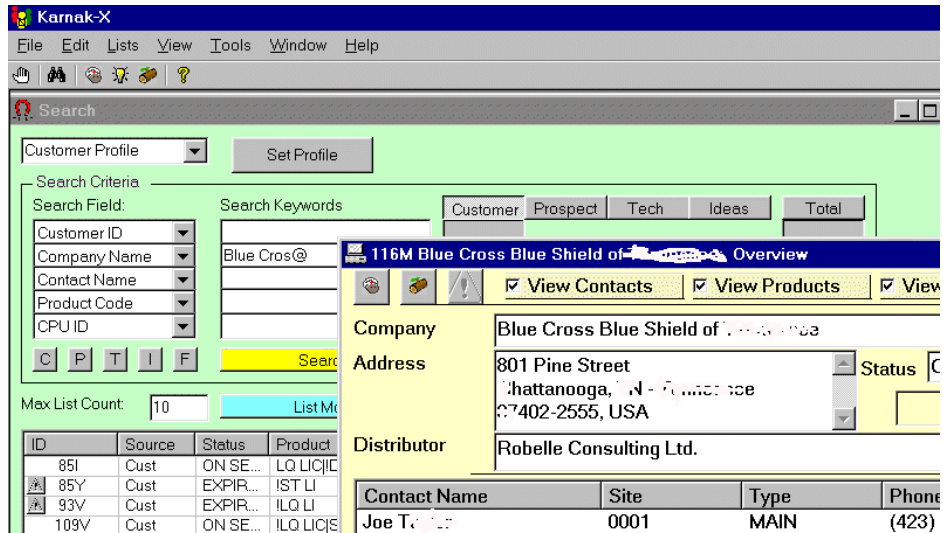 Karnak-X
File Edit Lists View Tools Window Help
Search
Customer Profile
Set Profile
Search Criteria
Search Field:
Search Keywords
Customer Prospect Tech Ideas Total
Customer ID
Company Name
Blue Cros@
Contact Name
Product Code
CPU ID
C P T I F
Max List Count:
10
ID Source Status Product
85I Cust ON SE... LQ LIC|!D
85Y Cust EXPIR... !ST LI
93V Cust EXPIR... !LQ LI
109V Cust ON SE... !LQ LIC|S
116M Blue Cross Blue Shield of Overview
View Contacts View Products View
Company
Blue Cross Blue Shield of
Address
801 Pine Street
USA
Status
Distributor
Robelle Consulting Ltd.
Contact Name Site Type Phone
Joe 0001 MAIN (423)